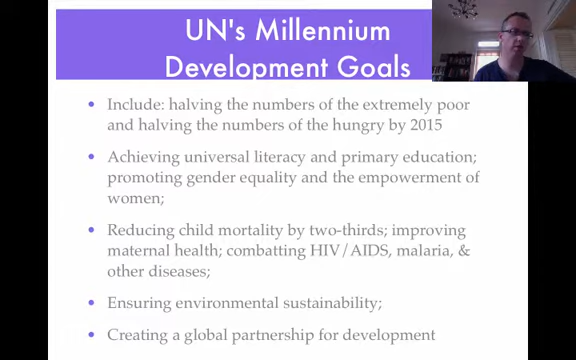 UN's Millennium
Development Goals
• Include: halving the numbers of the extremely poor
and halving the numbers of the hungry by 2015
• Achieving universal literacy and primary education;
promoting gender equality and the empowerment of
women;
• Reducing child mortality by two-thirds; improving
maternal health; combatting HIV/AIDS, malaria, &
other diseases;
• Ensuring environmental sustainability;
• Creating a global partnership for development